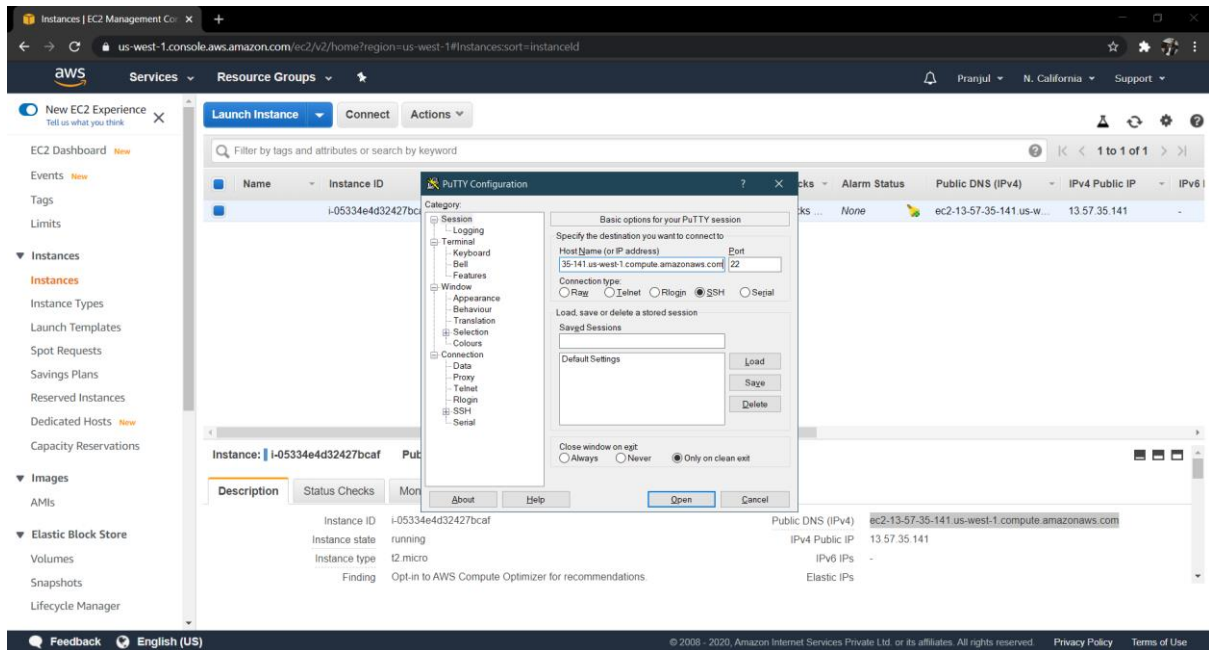 Instances | EC2 Management Cor
us-west-1.console.aws.amazon.com/ec2/v2/home?region=us-west-1#Instances:sort=instanceId
aws Services Resource Groups Pranjul N. California Support
New EC2 Experience
Tell us what you think
EC2 Dashboard New
Events New
Tags
Limits
Instances
Instances
Instance Types
Launch Templates
Spot Requests
Savings Plans
Reserved Instances
Dedicated Hosts New
Capacity Reservations
Images
AMIs
Elastic Block Store
Volumes
Snapshots
Lifecycle Manager
Launch Instance Connect Actions
Filter by tags and attributes or search by keyword 1 to 1 of 1
Name Instance ID cks Alarm Status Public DNS (IPv4) IPv4 Public IP IPv6 I
i-05334e4d32427bc ks ... None ec2-13-57-35-141.us-w... 13.57.35.141 -
PuTTY Configuration ?
Category:
Session
Logging
Terminal
Keyboard
Bell
Features
Window
Appearance
Behaviour
Translation
Selection
Colours
Connection
Data
Proxy
Telnet
Rlogin
SSH
Serial
Basic options for your PuTTY session
Specify the destination you want to connect to
Host Name (or IP address) Port
35-141.us-west-1.compute.amazonaws.com 22
Connection type:
Raw Telnet Rlogin SSH Serial
Load, save or delete a stored session
Saved Sessions
Default Settings
Load
Save
Delete
Close window on exit:
Always Never Only on clean exit
About Help Open Cancel
Instance: i-05334e4d32427bcaf Pub
Description Status Checks Mon
Instance ID i-05334e4d32427bcaf Public DNS (IPv4) ec2-13-57-35-141.us-west-1.compute.amazonaws.com
Instance state running IPv4 Public IP 13.57.35.141
Instance type t2.micro IPv6 IPs -
Finding Opt-in to AWS Compute Optimizer for recommendations. Elastic IPs
Feedback English (US) © 2008 - 2020, Amazon Internet Services Private Ltd. or its affiliates. All rights reserved. Privacy Policy Terms of Use